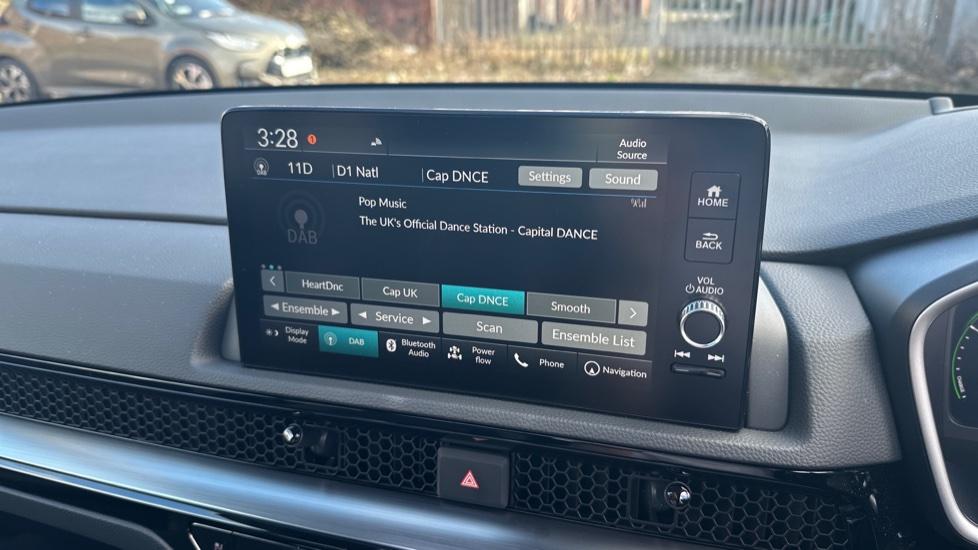 3:28
1
Audio
Source
11D
D1 Natl
Cap DNCE
Settings
Sound
Pop Music
The UK's Official Dance Station - Capital DANCE
DAB
HOME
BACK
VOL
AUDIO
HeartDnc
Cap UK
Cap DNCE
Smooth
Ensemble
Service
Scan
Ensemble List
Display
Mode
DAB
Bluetooth
Audio
Power
flow
Phone
Navigation
CHARGE